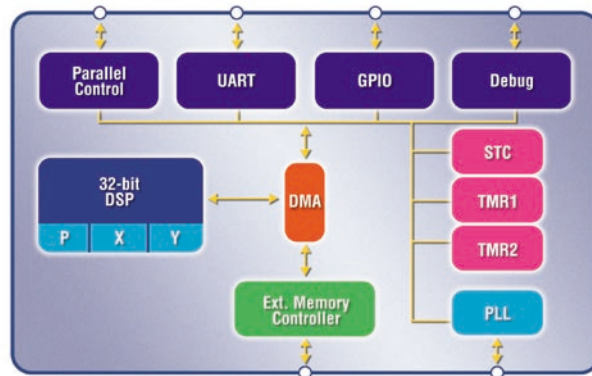 Parallel
Control
UART
GPIO
Debug
STC
32-bit
DSP
DMA
TMR1
P
X
Y
TMR2
Ext. Memory
Controller
PLL